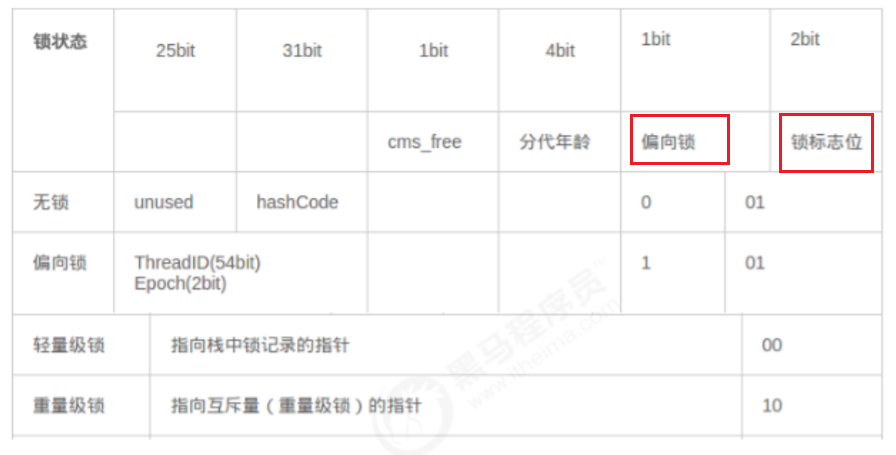 锁状态 25bit 31bit 1bit 4bit 1bit 2bit
cms_free 分代年龄 偏向锁 锁标志位
无锁 unused hashCode 0 01
偏向锁 ThreadID(54bit) 1 01
Epoch(2bit)
轻量级锁 指向栈中锁记录的指针 00
重量级锁 指向互斥量（重量级锁）的指针 10
黑马程序员
www.itheima.com